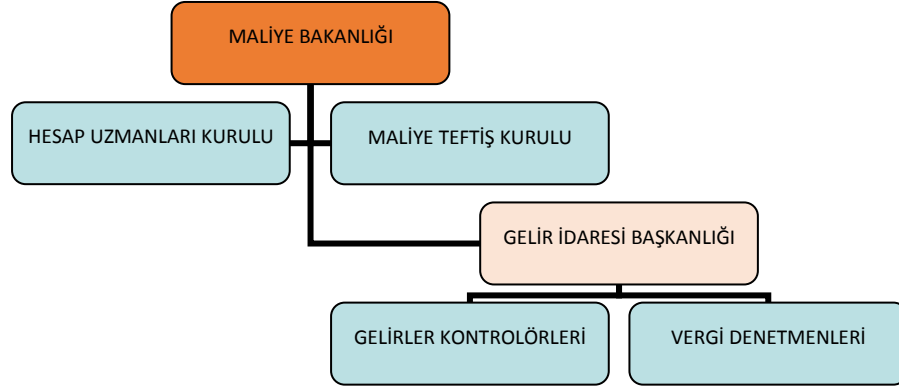 MALİYE BAKANLIĞI
HESAP UZMANLARI KURULU
MALİYE TEFTİŞ KURULU
GELİR İDARESİ BAŞKANLIĞI
GELİRLER KONTROLÖRLERİ
VERGİ DENETMENLERİ